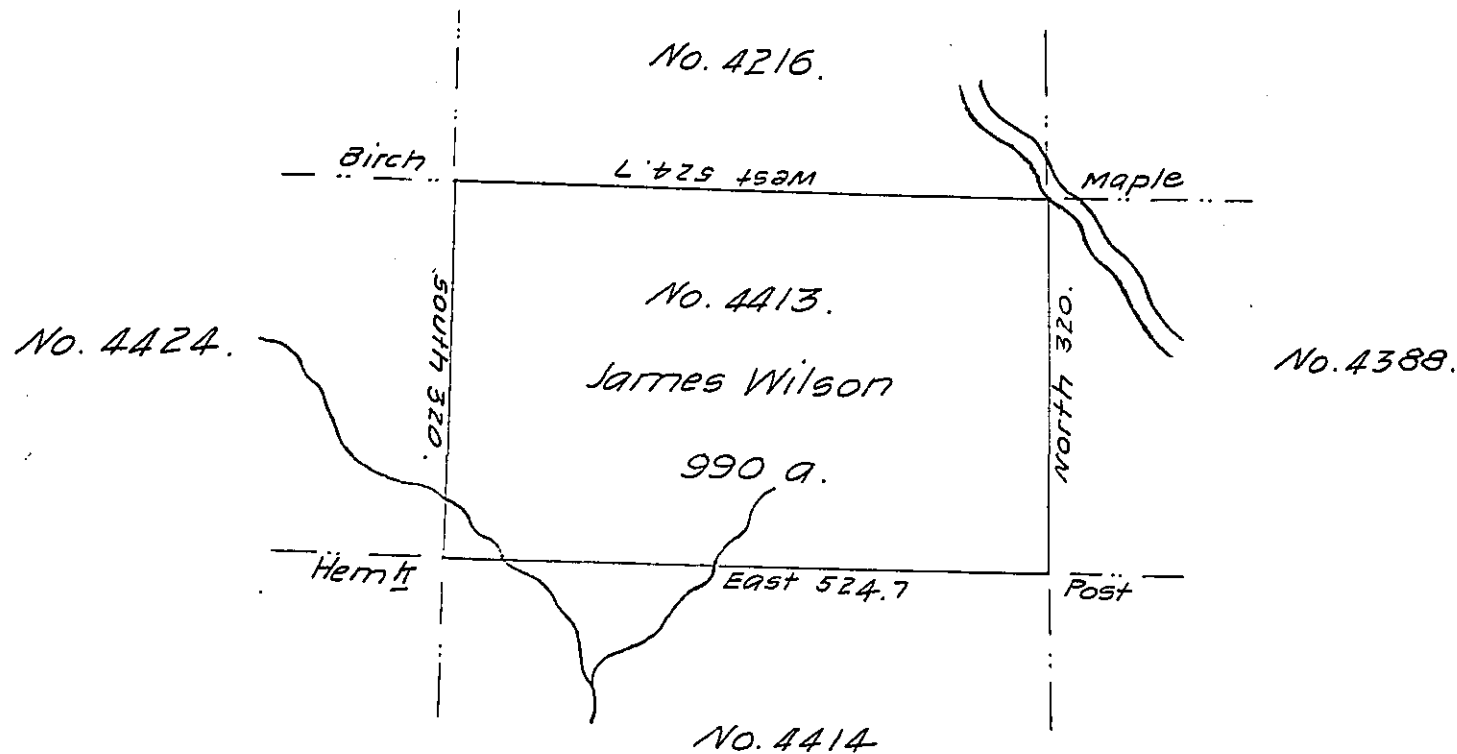 No. 4216.
Birch
West 524.7
Maple
No. 4413.
South 320.
North 320.
No. 4424.
James Wilson
No. 4388.
990 a.
Hemk
East 524.7
Post
No. 4414